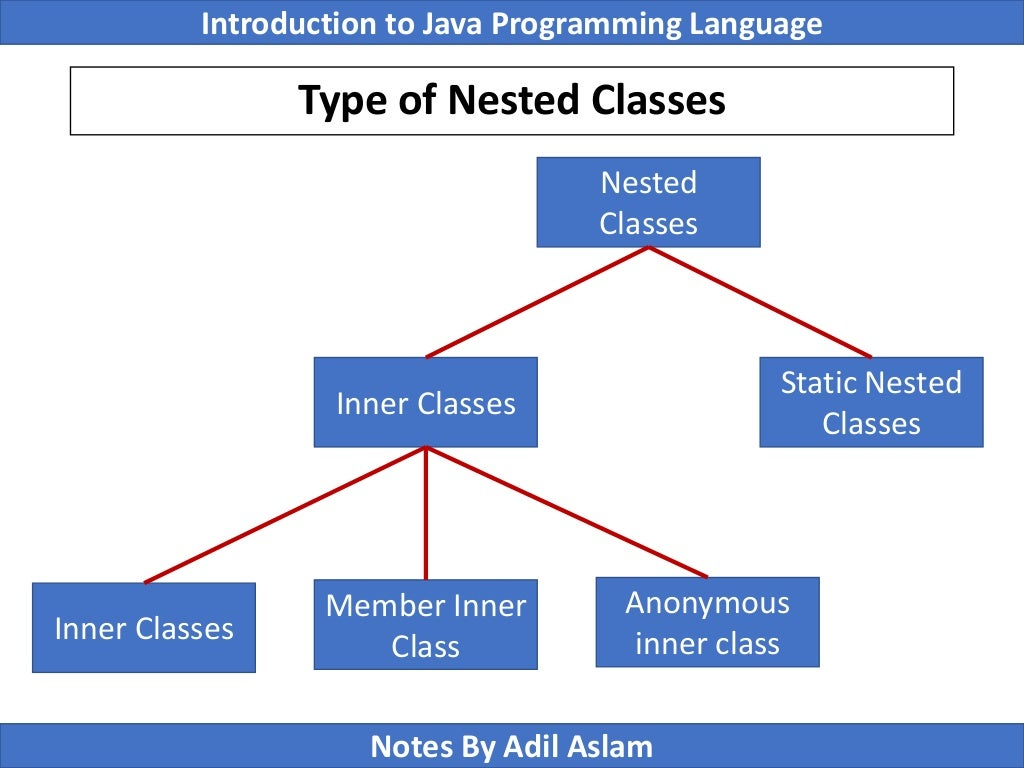 Introduction to Java Programming Language
Type of Nested Classes
Nested
Classes
Inner Classes
Static Nested
Classes
Inner Classes
Member Inner
Class
Anonymous
inner class
Notes By Adil Aslam